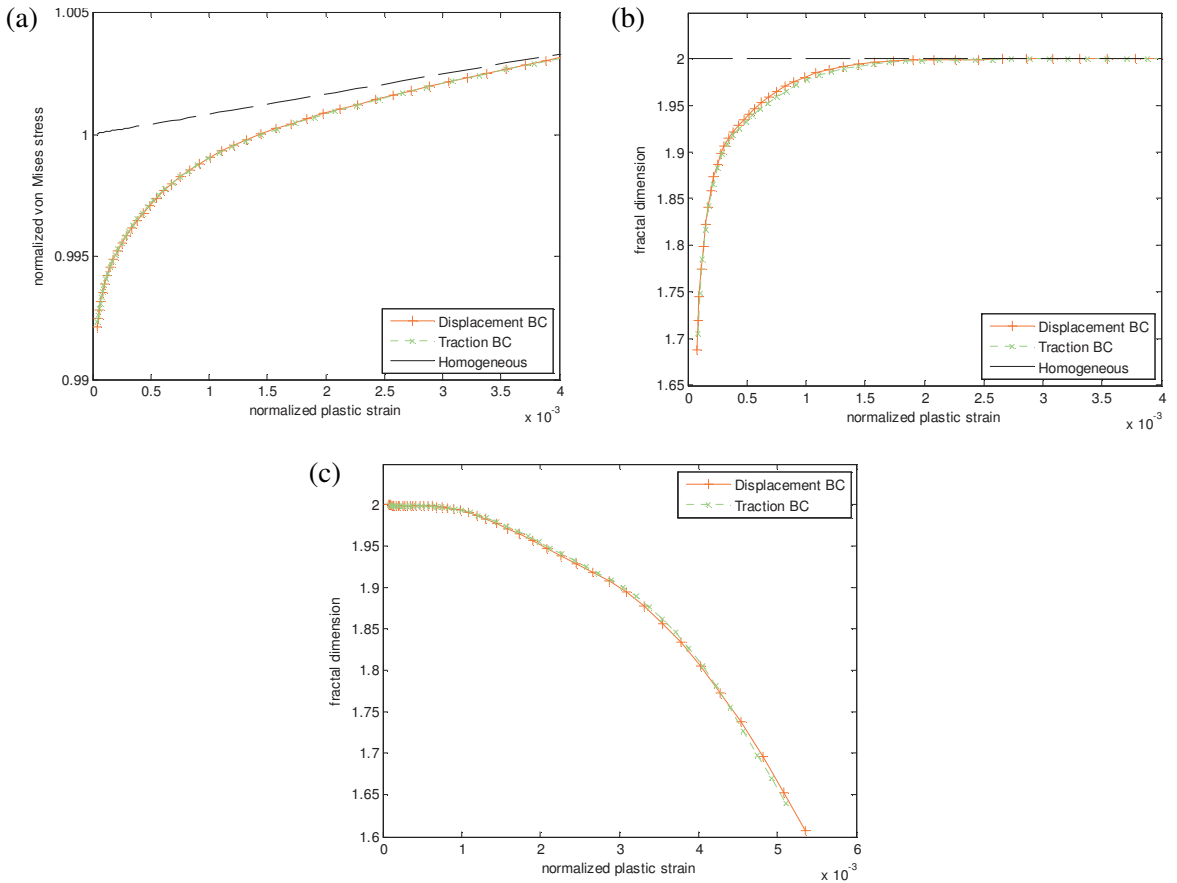 (a)
1.005
1
0.995
0.99
normalized von Mises stress
0 0.5 1 1.5 2 2.5 3 3.5 4
x 10-3
normalized plastic strain
Displacement BC
Traction BC
Homogeneous
(b)
2
1.95
1.9
1.85
1.8
1.75
1.7
1.65
fractal dimension
0 0.5 1 1.5 2 2.5 3 3.5 4
x 10-3
normalized plastic strain
Displacement BC
Traction BC
Homogeneous
(c)
2
1.95
1.9
1.85
1.8
1.75
1.7
1.65
1.6
fractal dimension
0 1 2 3 4 5 6
x 10-3
normalized plastic strain
Displacement BC
Traction BC